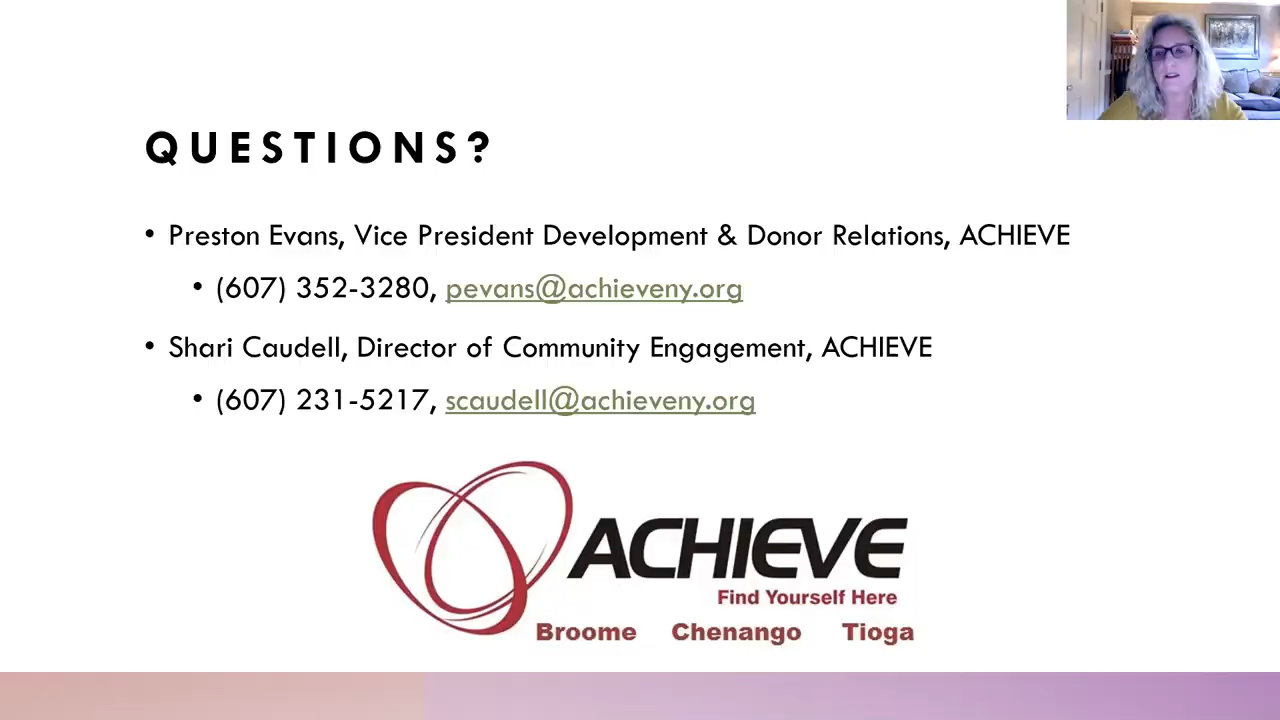 QUESTIONS?
• Preston Evans, Vice President Development & Donor Relations, ACHIEVE
• (607) 352-3280, pevans@achieveny.org
• Shari Caudell, Director of Community Engagement, ACHIEVE
• (607) 231-5217, scaudell@achieveny.org
ACHIEVE
Find Yourself Here
Broome Chenango Tioga